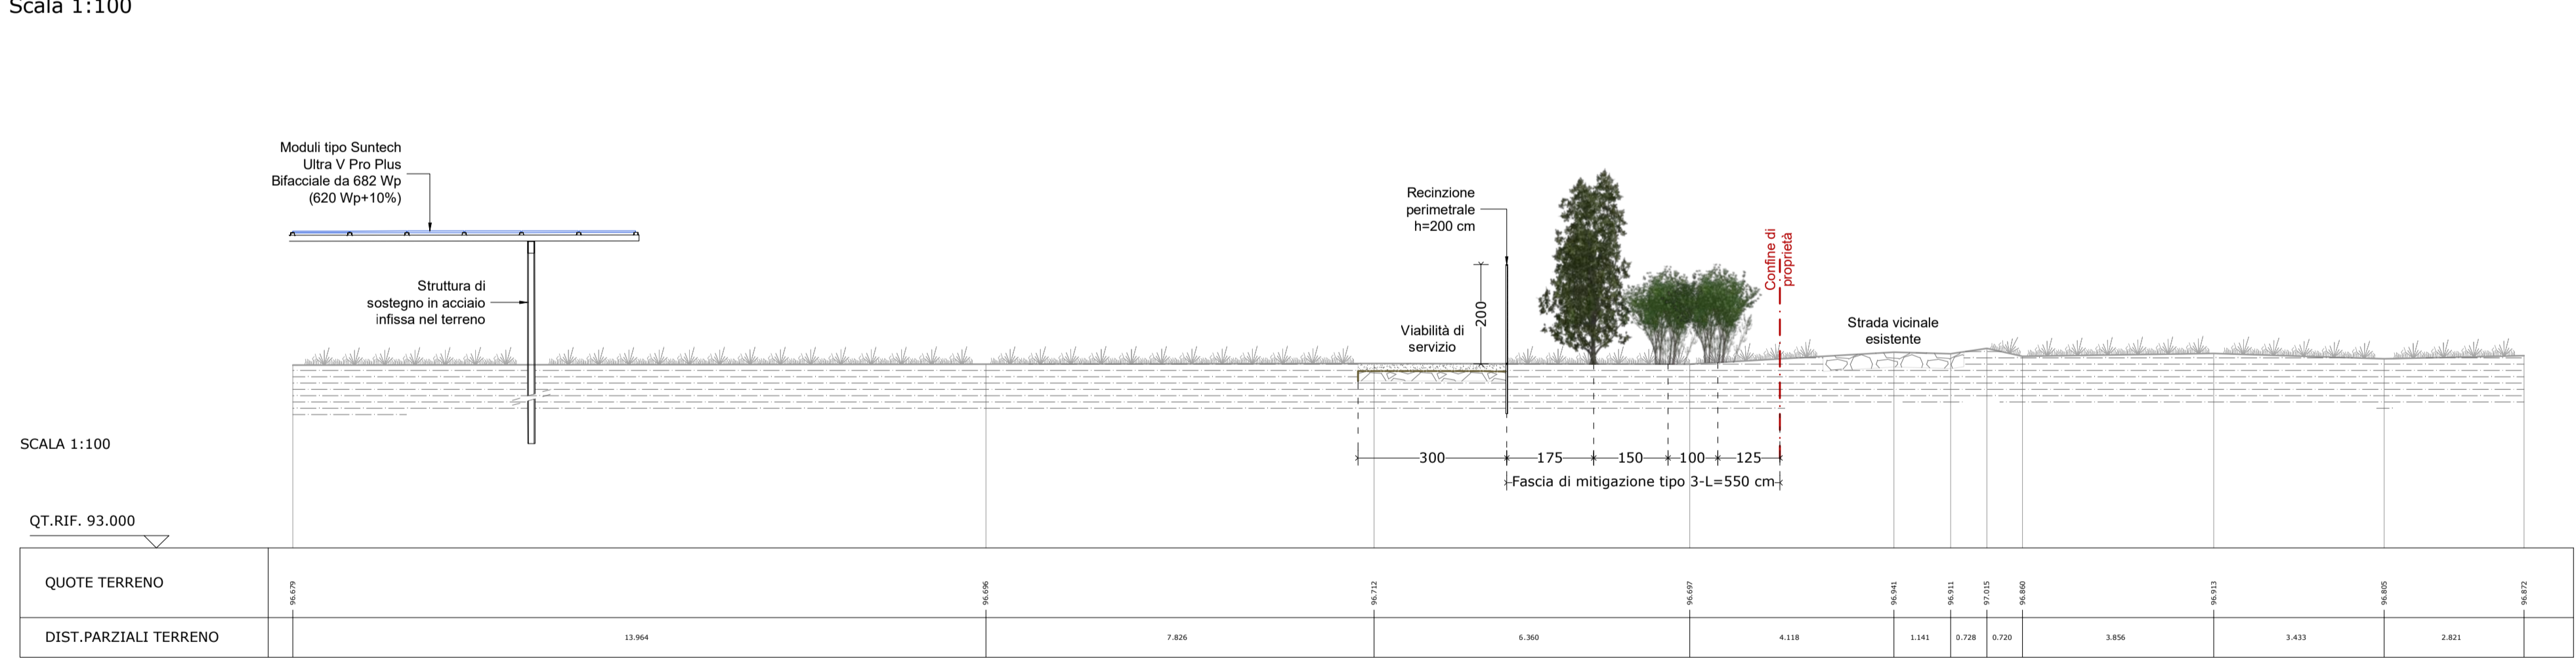 Scala 1:100
Moduli tipo Suntech
Ultra V Pro Plus
Bifacciale da 682 Wp
(620 Wp+10%)
Struttura di
sostegno in acciaio
infissa nel terreno
Recinzione
perimetrale
h=200 cm
200
Viabilità di
servizio
Confine di
proprietà
Strada vicinale
esistente
SCALA 1:100
300 175 150 100 125
Fascia di mitigazione tipo 3-L=550 cm
QT.RIF. 93.000
QUOTE TERRENO
96.679 96.696 96.712 96.697 96.941 96.911 97.015 96.860 96.913 96.805 96.872
DIST.PARZIALI TERRENO
13.964 7.826 6.360 4.118 1.141 0.728 0.720 3.856 3.433 2.821